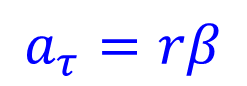 a_τ = rβ